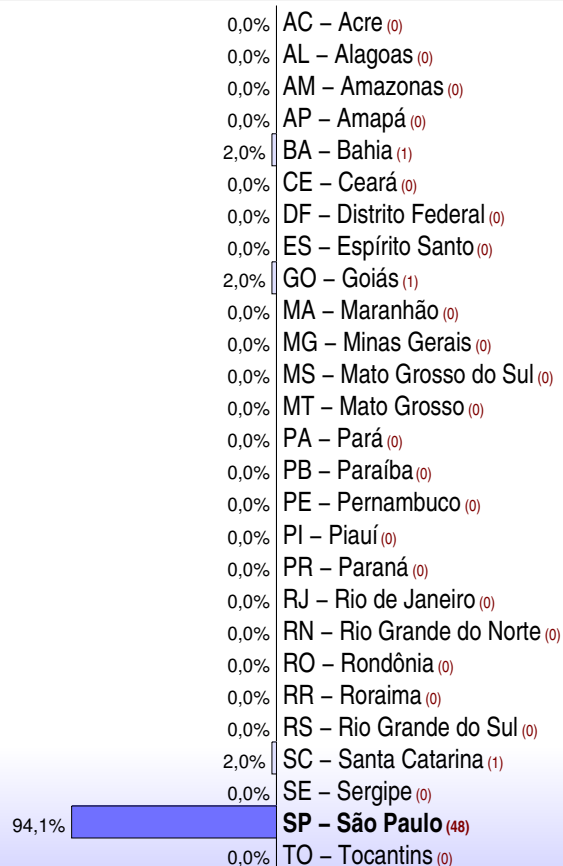 0,0% AC – Acre (0)
0,0% AL – Alagoas (0)
0,0% AM – Amazonas (0)
0,0% AP – Amapá (0)
2,0% BA – Bahia (1)
0,0% CE – Ceará (0)
0,0% DF – Distrito Federal (0)
0,0% ES – Espírito Santo (0)
2,0% GO – Goiás (1)
0,0% MA – Maranhão (0)
0,0% MG – Minas Gerais (0)
0,0% MS – Mato Grosso do Sul (0)
0,0% MT – Mato Grosso (0)
0,0% PA – Pará (0)
0,0% PB – Paraíba (0)
0,0% PE – Pernambuco (0)
0,0% PI – Piauí (0)
0,0% PR – Paraná (0)
0,0% RJ – Rio de Janeiro (0)
0,0% RN – Rio Grande do Norte (0)
0,0% RO – Rondônia (0)
0,0% RR – Roraima (0)
0,0% RS – Rio Grande do Sul (0)
2,0% SC – Santa Catarina (1)
0,0% SE – Sergipe (0)
94,1% SP – São Paulo (48)
0,0% TO – Tocantins (0)